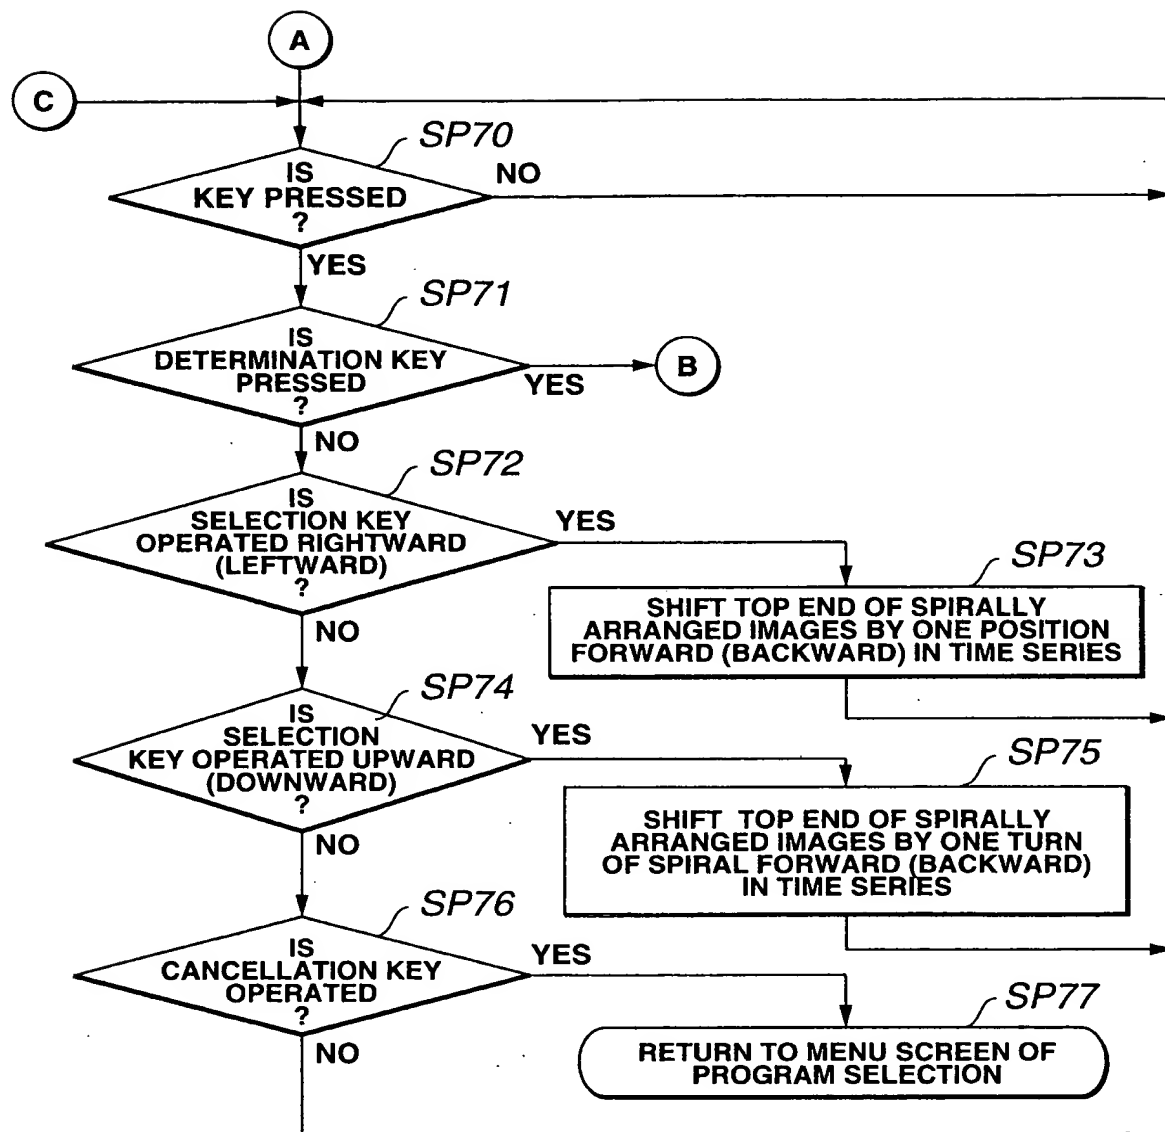 A
C
SP70
IS
KEY PRESSED
?
NO
YES
SP71
IS
DETERMINATION KEY
PRESSED
?
YES
B
NO
SP72
IS
SELECTION KEY
OPERATED RIGHTWARD
(LEFTWARD)
?
YES
NO
SP73
SHIFT TOP END OF SPIRALLY
ARRANGED IMAGES BY ONE POSITION
FORWARD (BACKWARD) IN TIME SERIES
SP74
IS
SELECTION
KEY OPERATED UPWARD
(DOWNWARD)
?
YES
NO
SP75
SHIFT TOP END OF SPIRALLY
ARRANGED IMAGES BY ONE TURN
OF SPIRAL FORWARD (BACKWARD)
IN TIME SERIES
SP76
IS
CANCELLATION KEY
OPERATED
?
YES
NO
SP77
RETURN TO MENU SCREEN OF
PROGRAM SELECTION